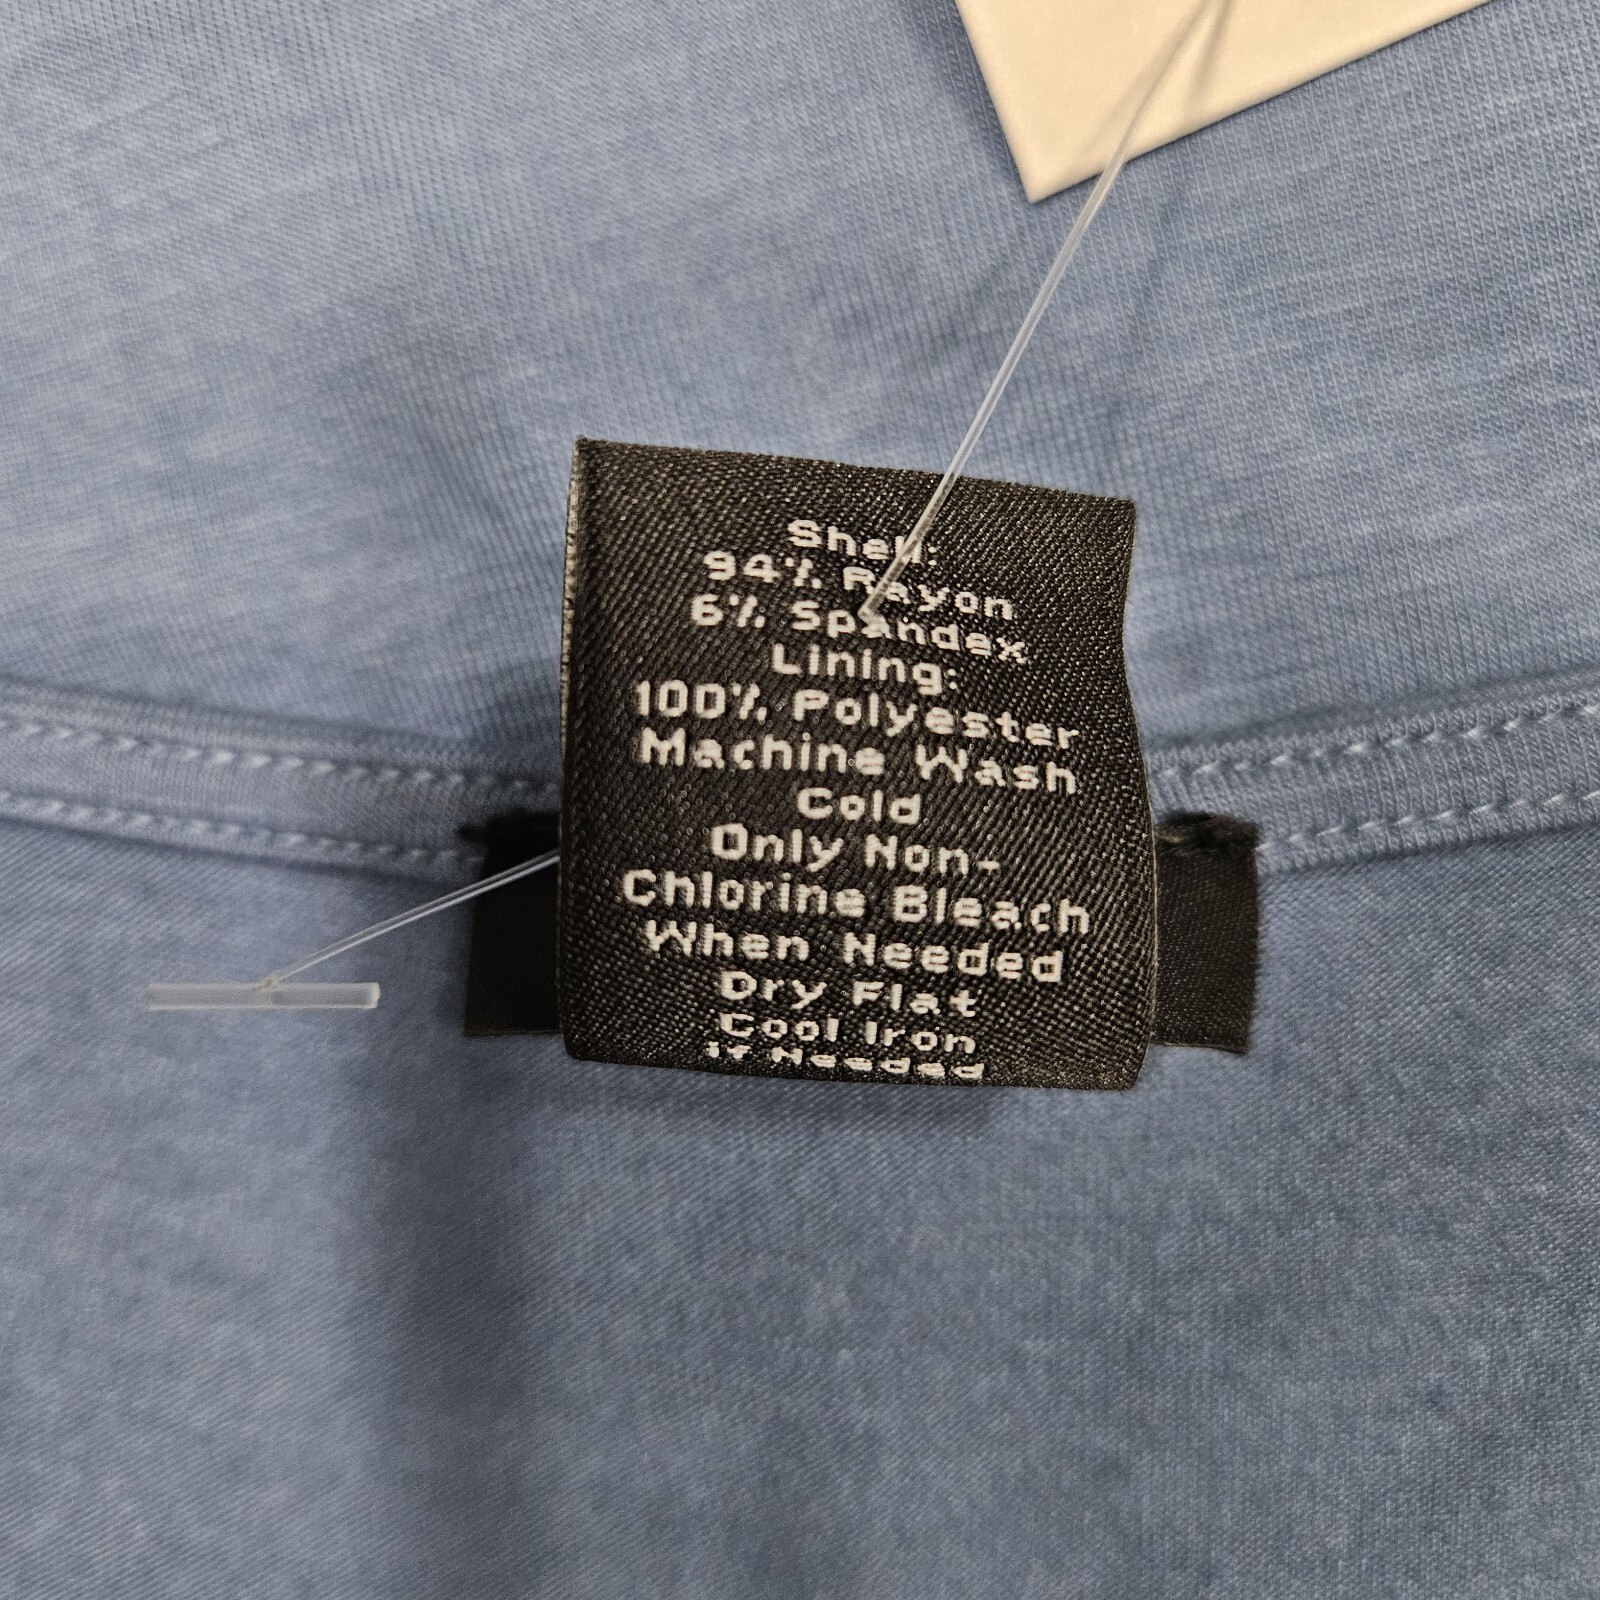 Shell:
94% Rayon
6% Spandex
Lining:
100% Polyester
Machine Wash
Cold
Only Non-
Chlorine Bleach
When Needed
Dry Flat
Cool Iron
if Needed